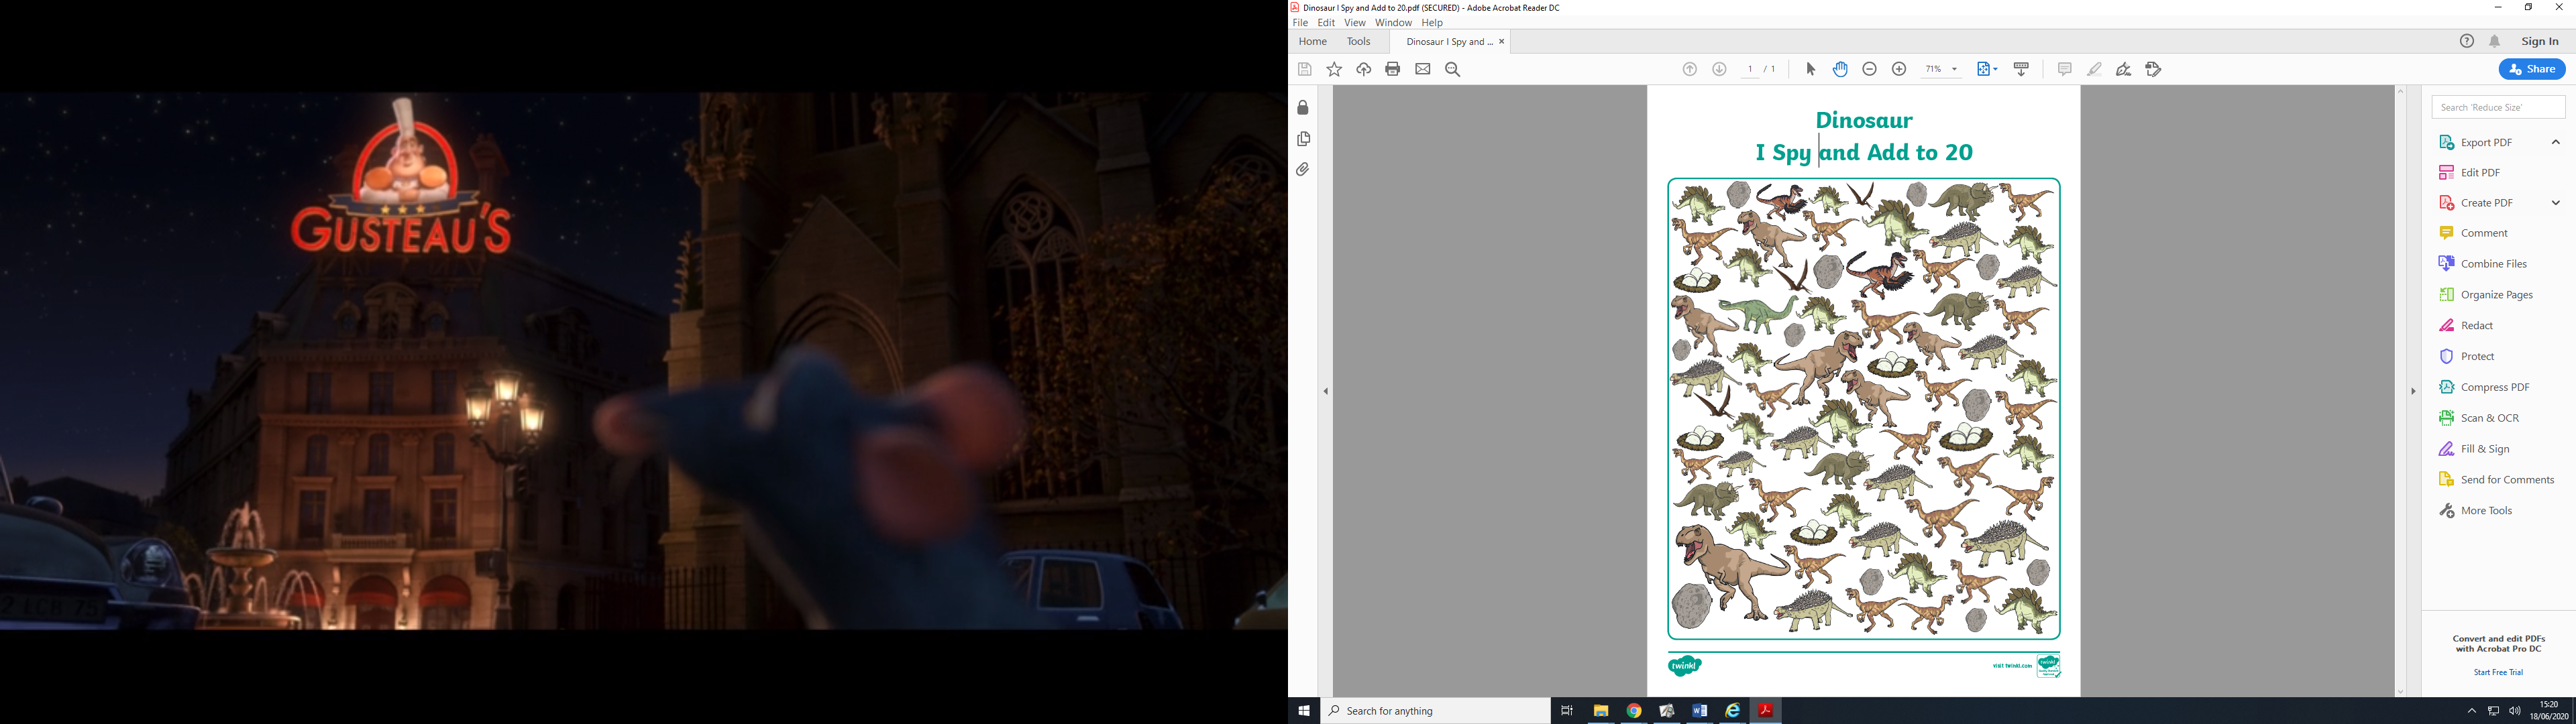 GUSTEAU'S
2 LCB 75
Dinosaur I Spy and Add to 20.pdf (SECURED) - Adobe Acrobat Reader DC
File Edit View Window Help
Home Tools Dinosaur I Spy and ... × Sign In
1 / 1 71% Share
Dinosaur
I Spy and Add to 20
twinkl
visit twinkl.com
twinkl
Search 'Reduce Size'
Export PDF
Edit PDF
Create PDF
Comment
Combine Files
Organize Pages
Redact
Protect
Compress PDF
Scan & OCR
Fill & Sign
Send for Comments
More Tools
Convert and edit PDFs
with Acrobat Pro DC
Start Free Trial
Search for anything
15:20
18/06/2020